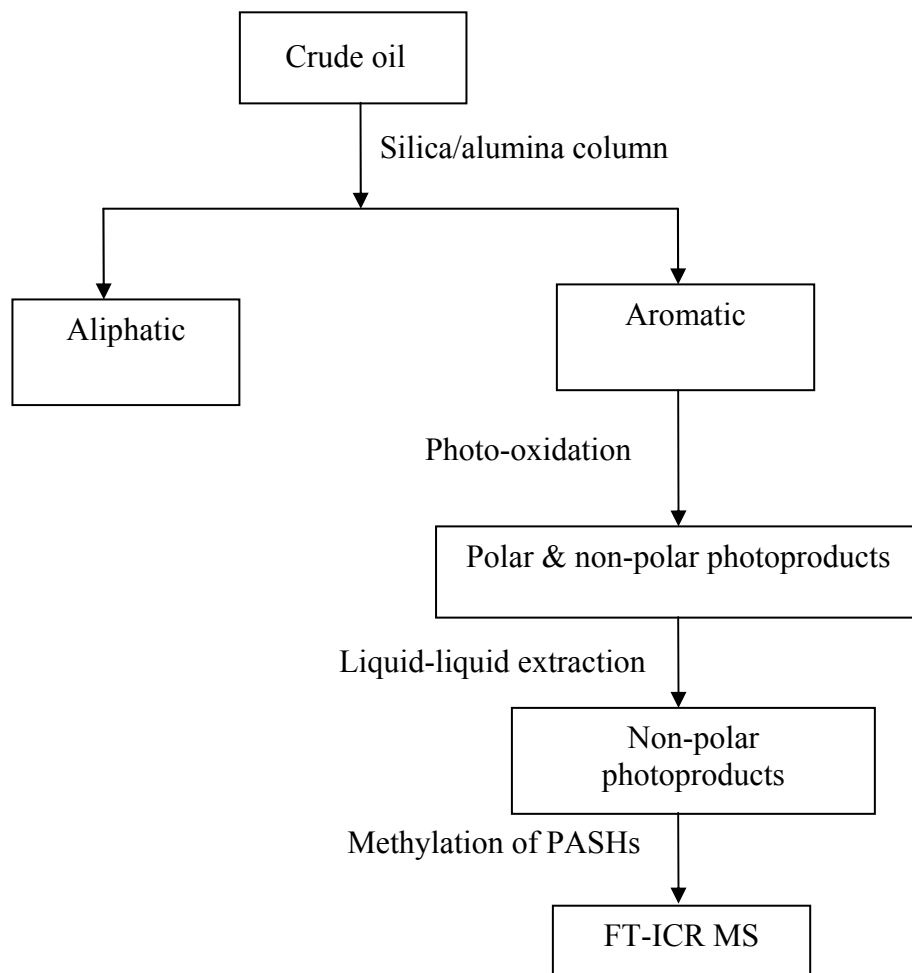 Crude oil
Silica/alumina column
Aliphatic
Aromatic
Photo-oxidation
Polar & non-polar photoproducts
Liquid-liquid extraction
Non-polar
photoproducts
Methylation of PASHs
FT-ICR MS